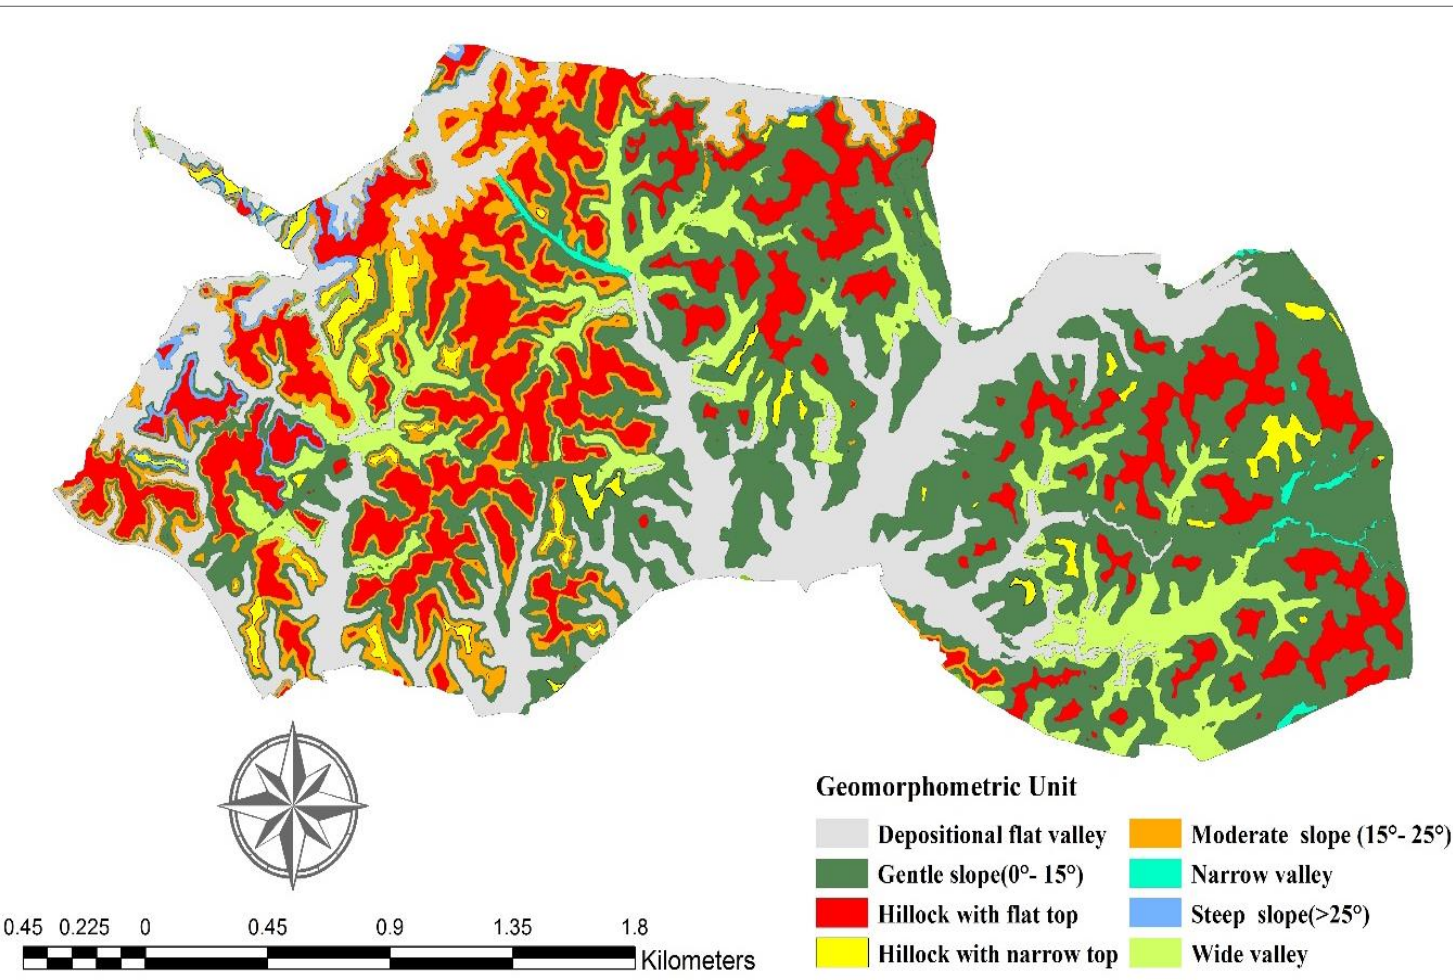 Geomorphometric Unit
Depositional flat valley
Moderate slope (15°- 25°)
Gentle slope(0°- 15°)
Narrow valley
Hillock with flat top
Steep slope(>25°)
Hillock with narrow top
Wide valley
0.45 0.225 0 0.45 0.9 1.35 1.8
Kilometers